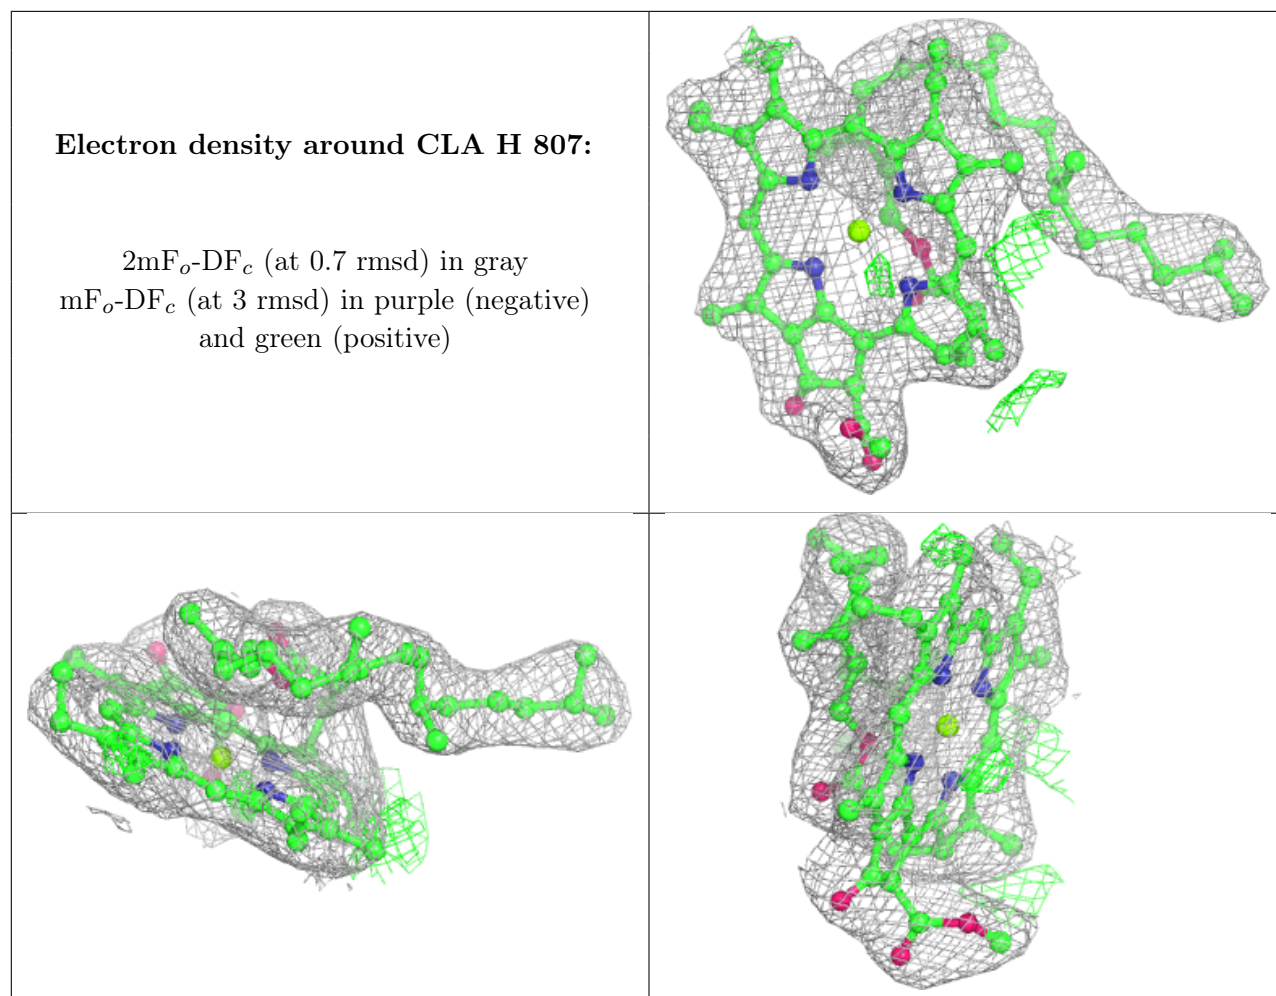 Electron density around CLA H 807:
2mFₒ-DF𝒸 (at 0.7 rmsd) in gray
mFₒ-DF𝒸 (at 3 rmsd) in purple (negative)
and green (positive)